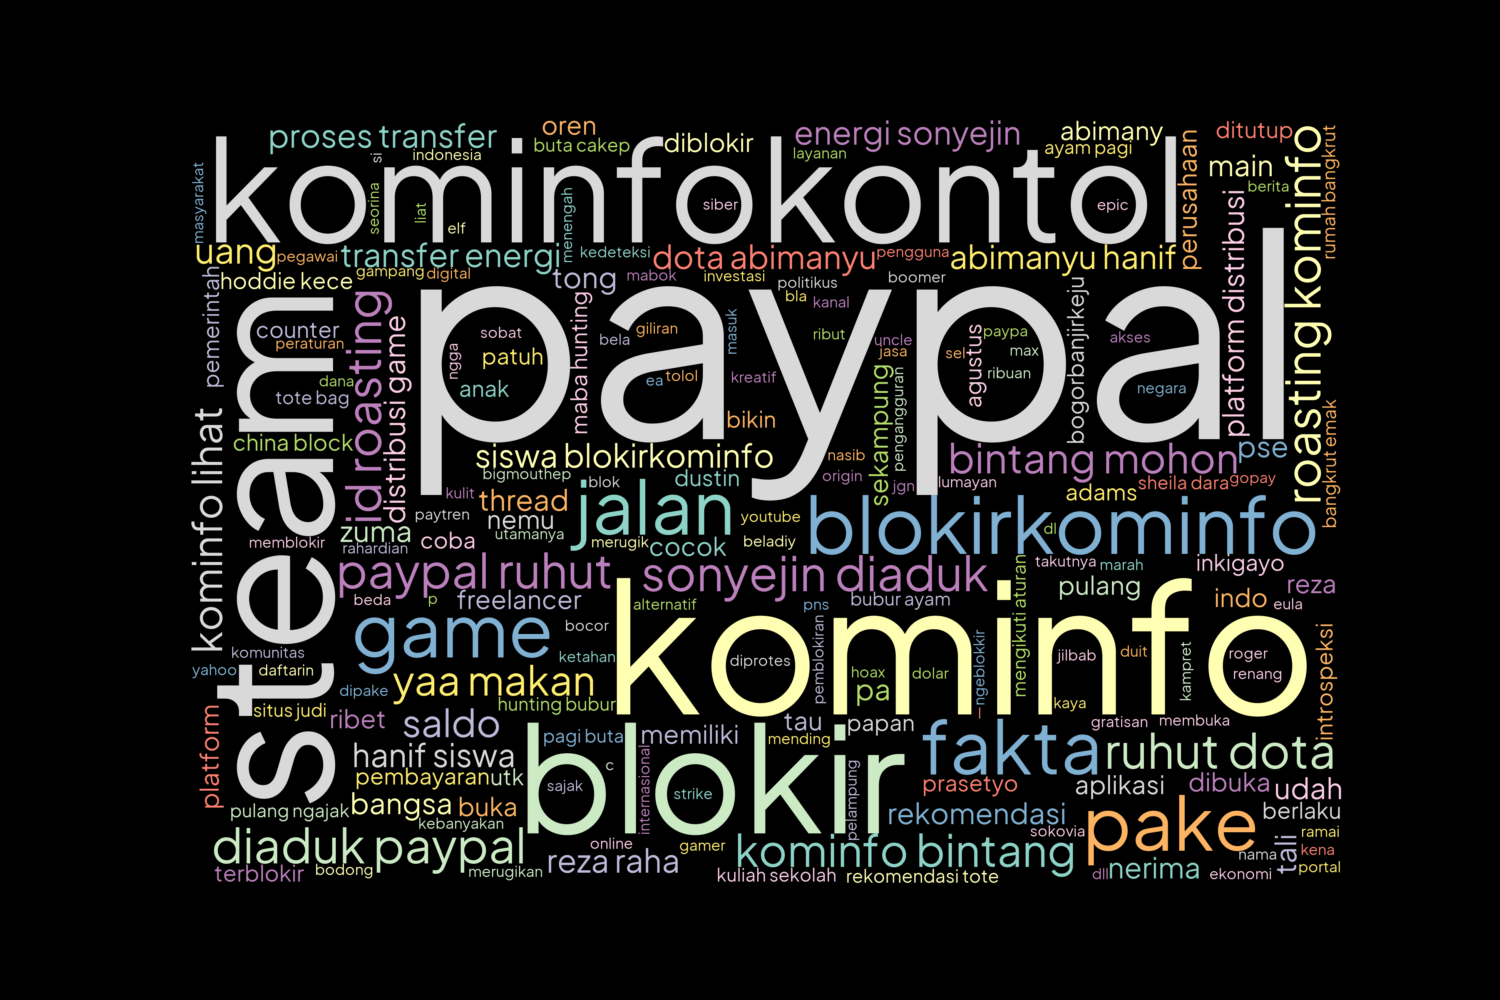 proses transfer
oren
buta cakep
diblokir
energi sonyejin
abimany
ayam pagi
ditutup
layanan
indonesia
si
main
berita
masyarakat
kominfokontol
seorina
liat
elf
menengah
siber
epic
perusahaan
platform distribusi
roasting kominfo
rumah bangkrut
uang
pegawai
transfer energi
kedeteksi
dota abimanyu
pengguna
abimanyu hanif
pemerintah
hoddie kece
gampang
digital
tong
mabok
investasi
politikus
boomer
bla
kanal
counter
peraturan
id roasting
distribusi game
maba hunting
paypal
sobat
ngga
patuh
anak
bela
giliran
masuk
ribut
uncle
jasa
sel
agustus
paypa
max
ribuan
bogorbanjirkeju
akses
negara
dana
tote bag
ea
tolol
kreatif
bikin
sekampung
pengangguran
china block
steam
kominfo lihat
siswa blokirkominfo
nasib
bintang mohon
pse
bangkrut emak
bigmouthep
blok
dustin
origin
jgn
lumayan
adams
sheila dara
gopay
kulit
thread
jalan
paytren
nemu
youtube
blokirkominfo
zuma
utamanya
memblokir
rahardian
coba
merugik
cocok
beladiy
dl
takutnya
marah
inkigayo
paypal ruhut
sonyejin diaduk
pulang
reza
beda
p
freelancer
alternatif
pns
bubur ayam
mengikuti aturan
indo
eula
game
bocor
kominfo
diprotes
pemblokiran
hoax
dolar
ngeblokkir
jilbab
duit
kampret
roger
renang
introspeksi
komunitas
yahoo
daftarin
ketahan
dipake
yaa makan
pa
kaya
hunting bubur
situs judi
ribet
saldo
tau
papan
gratisan
membuka
platform
pagi buta
memiliki
mending
fakta
ruhut dota
hanif siswa
blokir
c
internasional
pelampung
pembayaran
utk
sajak
strike
prasetyo
aplikasi
dibuka
udah
pulang ngajak
bangsa
buka
rekomendasi
pake
berlaku
kebanyakan
sokovia
tali
ramai
diaduk paypal
online
gamer
kominfo bintang
nama
kena
terblokir
bodong
merugikan
reza raha
kuliah sekolah
rekomendasi tote
dll
nerima
ekonomi
portal